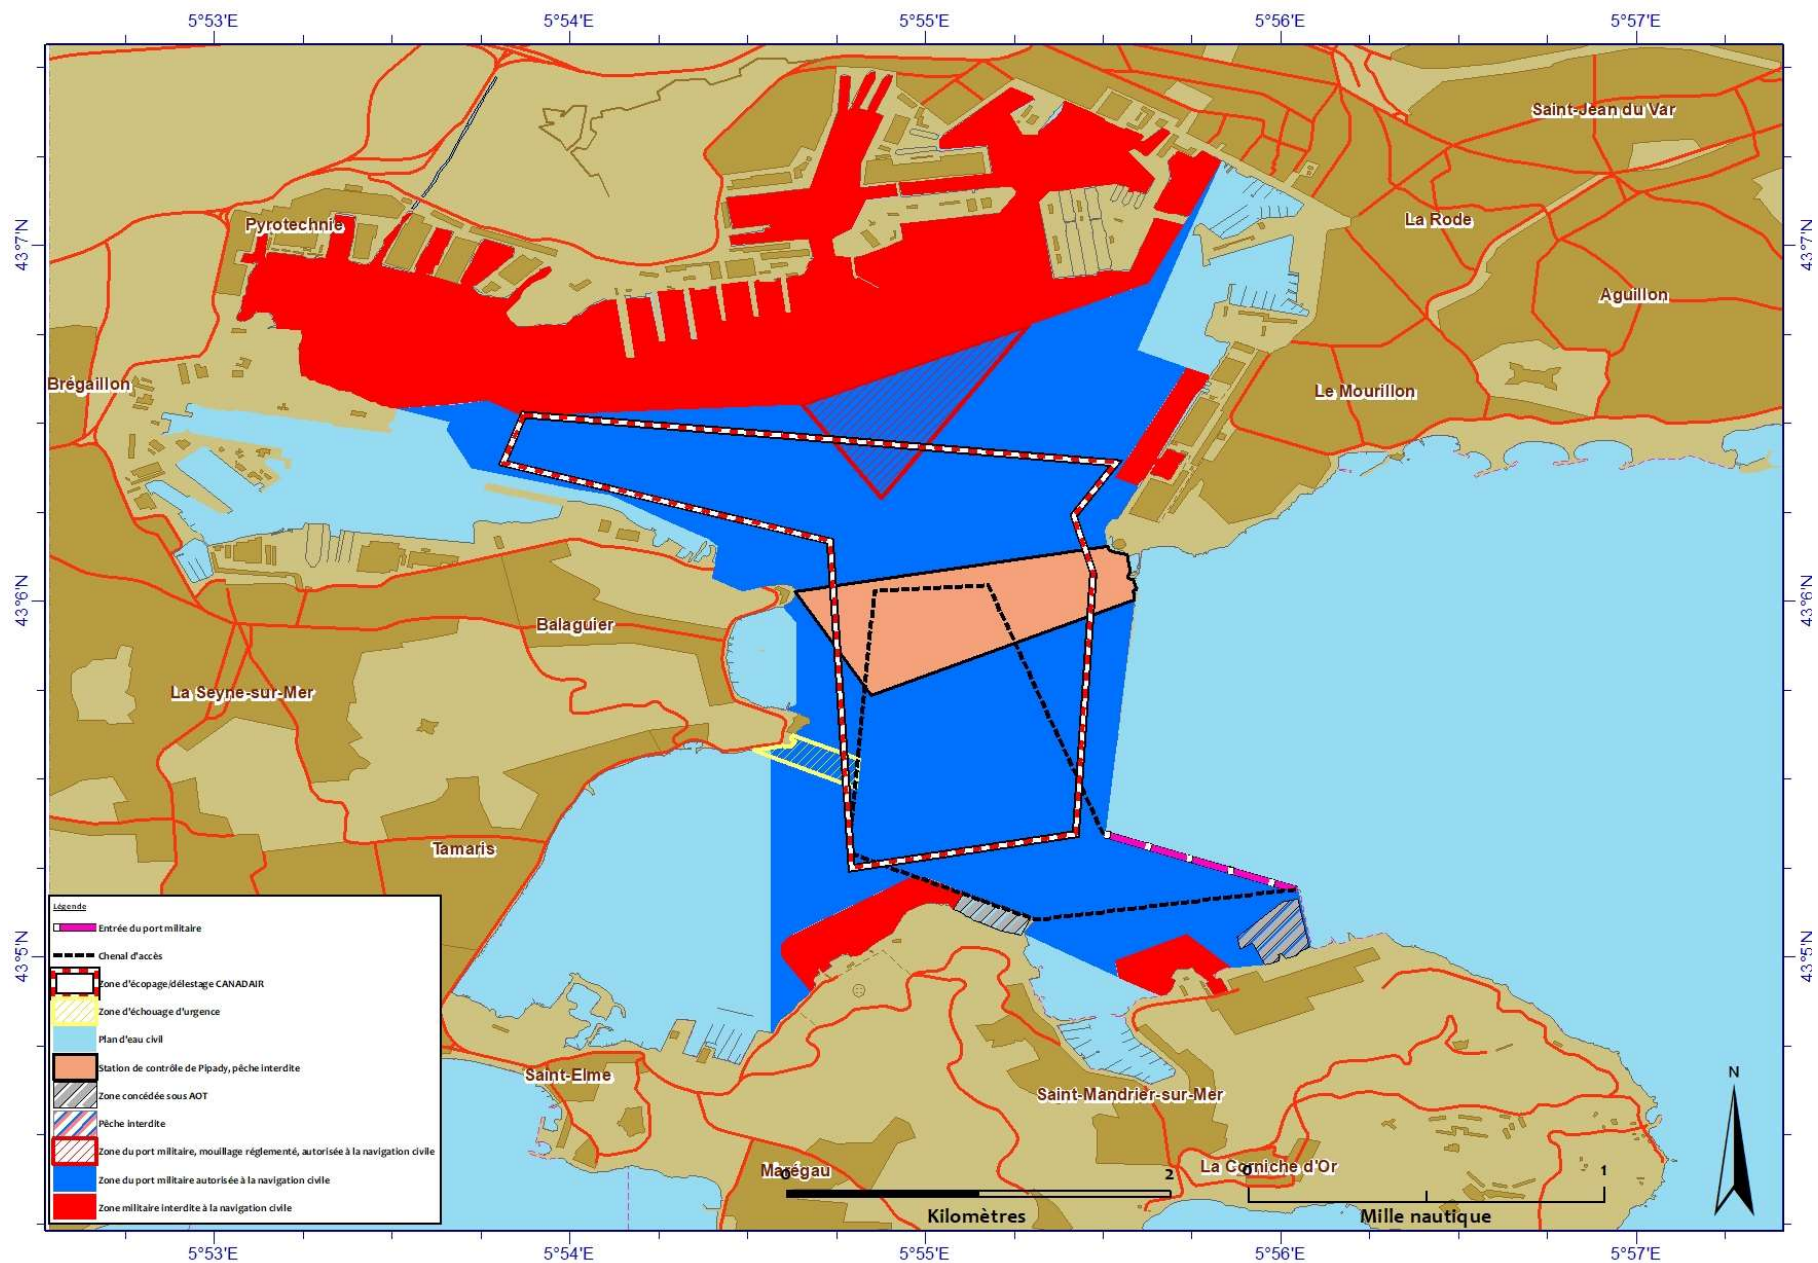 5°53'E
5°54'E
5°55'E
5°56'E
5°57'E
Saint-Jean du Var
Pyrotechnie
La Rode
43°7'N
43°7'N
Aguillon
Brégaillon
Le Mourillon
43°6'N
43°6'N
Balaguier
La Seyne-sur-Mer
Tamaris
Légende
Entrée du port militaire
Chenal d'accès
Zone d'écopage/délestage CANADAIR
Zone d'échouage d'urgence
Plan d'eau civil
Station de contrôle de Pipady, pêche interdite
Zone concédée sous AOT
Pêche interdite
Zone du port militaire, mouillage réglementé, autorisée à la navigation civile
Zone du port militaire autorisée à la navigation civile
Zone militaire interdite à la navigation civile
43°5'N
43°5'N
Saint-Elme
Saint-Mandrier-sur-Mer
N
Marégau
La Corniche d'Or
0
2
0
1
Kilomètres
Mille nautique
5°53'E
5°54'E
5°55'E
5°56'E
5°57'E